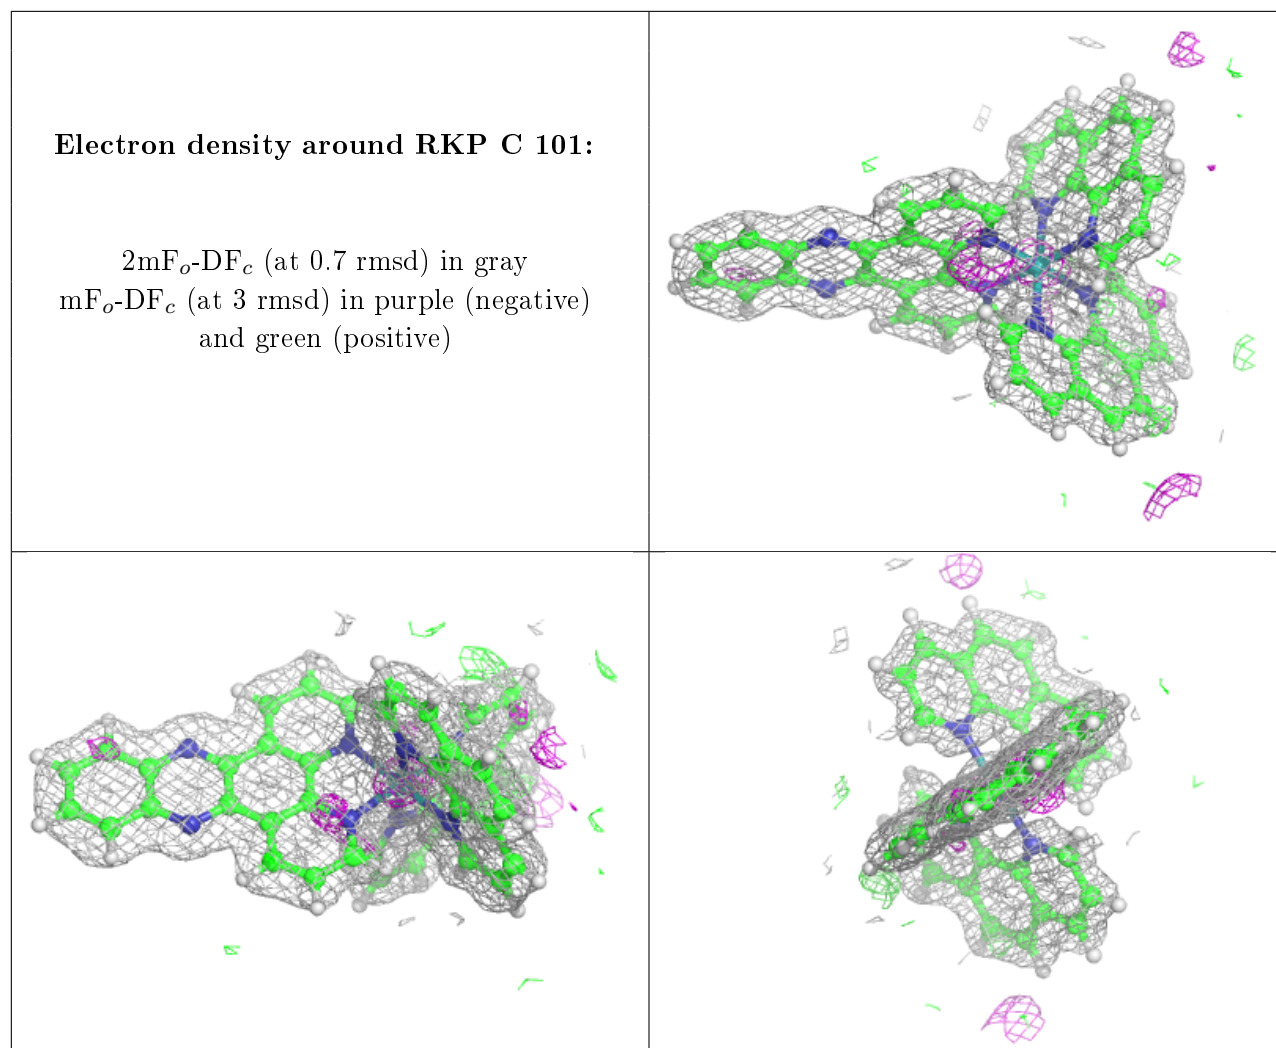 Electron density around RKP C 101:
2mFo-DFc (at 0.7 rmsd) in gray
mFo-DFc (at 3 rmsd) in purple (negative)
and green (positive)